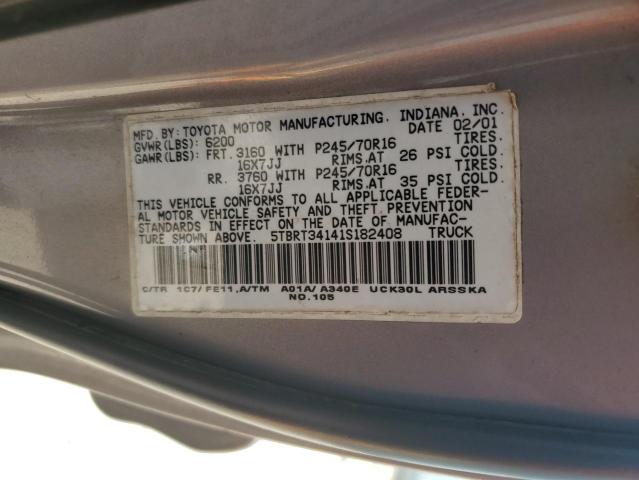 MFD. BY: TOYOTA MOTOR MANUFACTURING, INDIANA, INC.
GVWR(LBS): 6200 DATE 02/01
GAWR(LBS): FRT. 3160 WITH P245/70R16 TIRES.
16X7JJ RIMS.AT 26 PSI COLD.
RR. 3760 WITH P245/70R16 TIRES.
16X7JJ RIMS.AT 35 PSI COLD.
THIS VEHICLE CONFORMS TO ALL APPLICABLE FEDER-
AL MOTOR VEHICLE SAFETY AND THEFT PREVENTION
STANDARDS IN EFFECT ON THE DATE OF MANUFAC-
TURE SHOWN ABOVE. 5TBRT34141S182408 TRUCK
C/TR 1C7/ FE11,A/TM A01A/ A340E UCK30L ARSSKA
NO.105